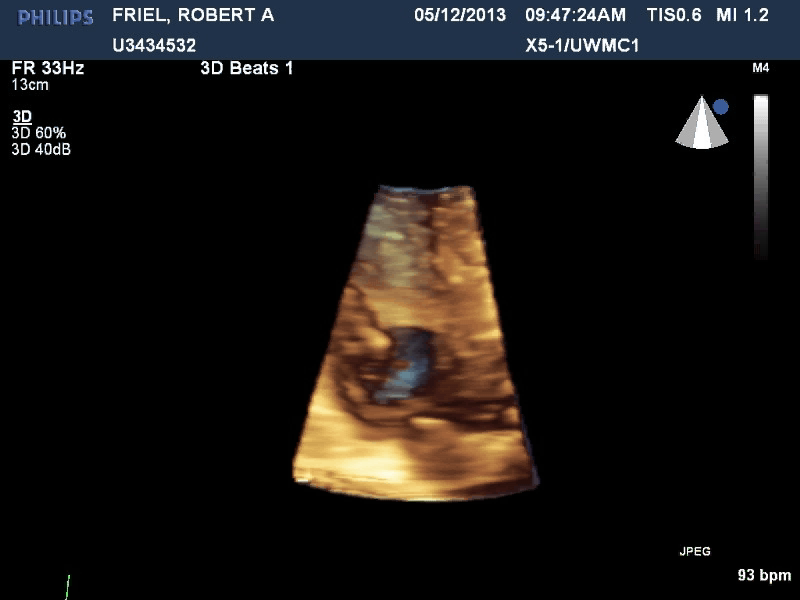 PHILIPS FRIEL, ROBERT A 05/12/2013 09:47:24AM TIS0.6 MI 1.2
U3434532 X5-1/UWMC1
FR 33Hz 3D Beats 1 M4
13cm
3D
3D 60%
3D 40dB
JPEG
93 bpm